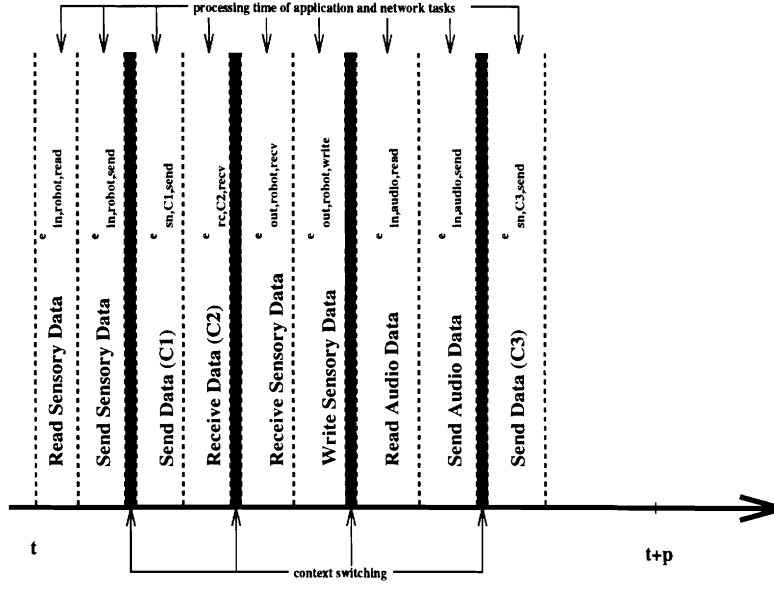 processing time of application and network tasks
e in,robot,read
e in,robot,send
e sn,C1,send
e rc,C2,recv
e out,robot,recv
e out,robot,write
e in,audio,read
e in,audio,send
e sn,C3,send
Read Sensory Data
Send Sensory Data
Send Data (C1)
Receive Data (C2)
Receive Sensory Data
Write Sensory Data
Read Audio Data
Send Audio Data
Send Data (C3)
t
t+p
context switching